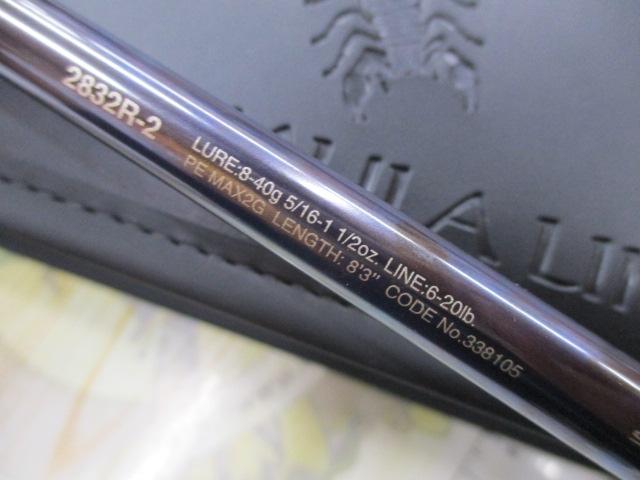 2832R-2
LURE:8-40g 5/16-1 1/2oz. LINE:6-20lb.
PE MAX2G LENGTH: 8'3" CODE No.338105